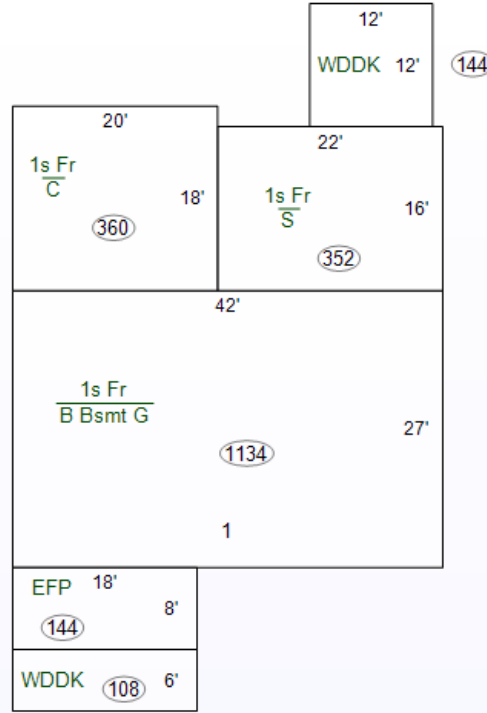 12'
WDDK 12' 144
20'
22'
1s Fr
C
18'
1s Fr
S
16'
360
352
42'
1s Fr
B Bsmt G
27'
1134
1
EFP 18'
8'
144
WDDK 108 6'